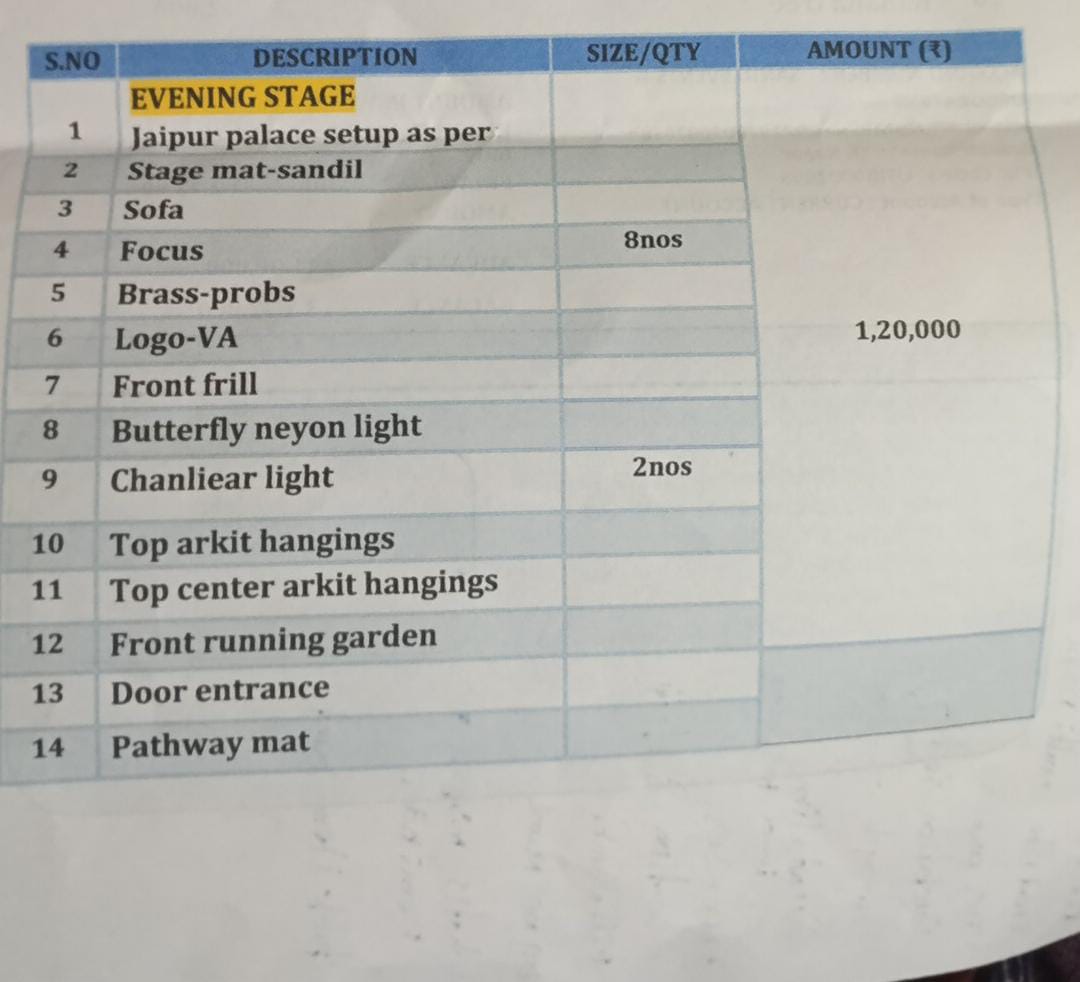 S.NO DESCRIPTION SIZE/QTY AMOUNT (₹)
EVENING STAGE
1 Jaipur palace setup as per
2 Stage mat-sandil
3 Sofa
4 Focus 8nos
5 Brass-probs
6 Logo-VA 1,20,000
7 Front frill
8 Butterfly neyon light
9 Chanliear light 2nos
10 Top arkit hangings
11 Top center arkit hangings
12 Front running garden
13 Door entrance
14 Pathway mat